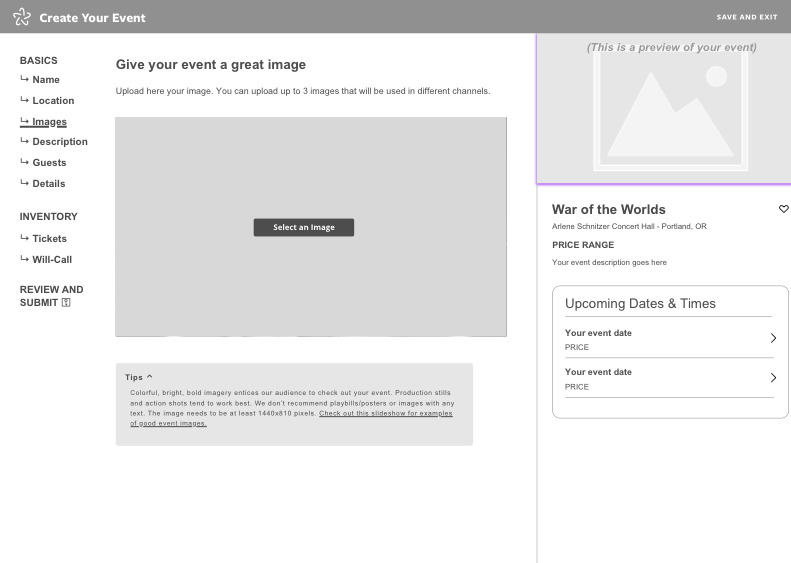 Create Your Event
SAVE AND EXIT
BASICS
Name
Location
Images
Description
Guests
Details
INVENTORY
Tickets
Will-Call
REVIEW AND
SUBMIT
Give your event a great image
Upload here your image. You can upload up to 3 images that will be used in different channels.
Select an Image
Tips
Colorful, bright, bold imagery entices our audience to check out your event. Production stills
and action shots tend to work best. We don't recommend playbills/posters or images with any
text. The image needs to be at least 1440x810 pixels. Check out this slideshow for examples
of good event images.
(This is a preview of your event)
War of the Worlds
Arlene Schnitzer Concert Hall - Portland, OR
PRICE RANGE
Your event description goes here
Upcoming Dates & Times
Your event date
PRICE
Your event date
PRICE